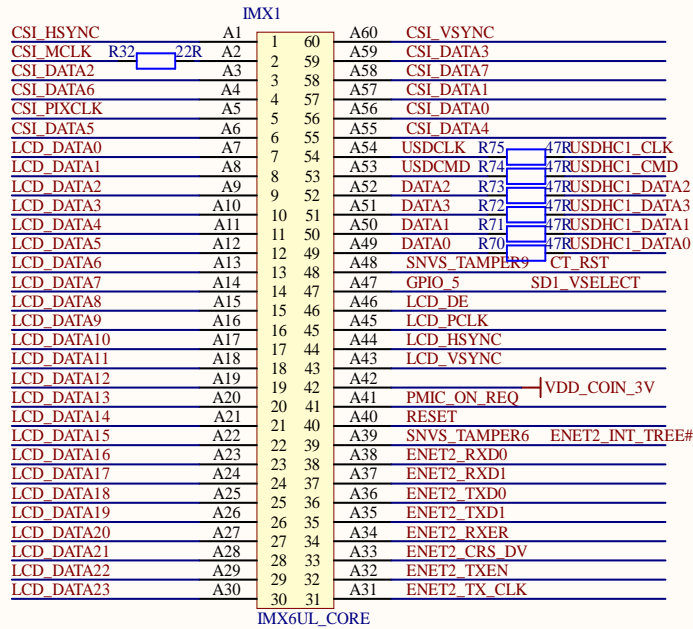 IMX1
CSI_HSYNC A1 1 60 A60 CSI_VSYNC
CSI_MCLK R32 22R A2 2 59 A59 CSI_DATA3
CSI_DATA2 A3 3 58 A58 CSI_DATA7
CSI_DATA6 A4 4 57 A57 CSI_DATA1
CSI_PIXCLK A5 5 56 A56 CSI_DATA0
CSI_DATA5 A6 6 55 A55 CSI_DATA4
LCD_DATA0 A7 7 54 A54 USDCLK R75 47R USDHC1_CLK
LCD_DATA1 A8 8 53 A53 USDCMD R74 47R USDHC1_CMD
LCD_DATA2 A9 9 52 A52 DATA2 R73 47R USDHC1_DATA2
LCD_DATA3 A10 10 51 A51 DATA3 R72 47R USDHC1_DATA3
LCD_DATA4 A11 11 50 A50 DATA1 R71 47R USDHC1_DATA1
LCD_DATA5 A12 12 49 A49 DATA0 R70 47R USDHC1_DATA0
LCD_DATA6 A13 13 48 A48 SNVS_TAMPER9 CT_RST
LCD_DATA7 A14 14 47 A47 GPIO_5 SD1_VSELECT
LCD_DATA8 A15 15 46 A46 LCD_DE
LCD_DATA9 A16 16 45 A45 LCD_PCLK
LCD_DATA10 A17 17 44 A44 LCD_HSYNC
LCD_DATA11 A18 18 43 A43 LCD_VSYNC
LCD_DATA12 A19 19 42 A42 VDD_COIN_3V
LCD_DATA13 A20 20 41 A41 PMIC_ON_REQ
LCD_DATA14 A21 21 40 A40 RESET
LCD_DATA15 A22 22 39 A39 SNVS_TAMPER6 ENET2_INT_TREE#
LCD_DATA16 A23 23 38 A38 ENET2_RXD0
LCD_DATA17 A24 24 37 A37 ENET2_RXD1
LCD_DATA18 A25 25 36 A36 ENET2_TXD0
LCD_DATA19 A26 26 35 A35 ENET2_TXD1
LCD_DATA20 A27 27 34 A34 ENET2_RXER
LCD_DATA21 A28 28 33 A33 ENET2_CRS_DV
LCD_DATA22 A29 29 32 A32 ENET2_TXEN
LCD_DATA23 A30 30 31 A31 ENET2_TX_CLK
IMX6UL_CORE